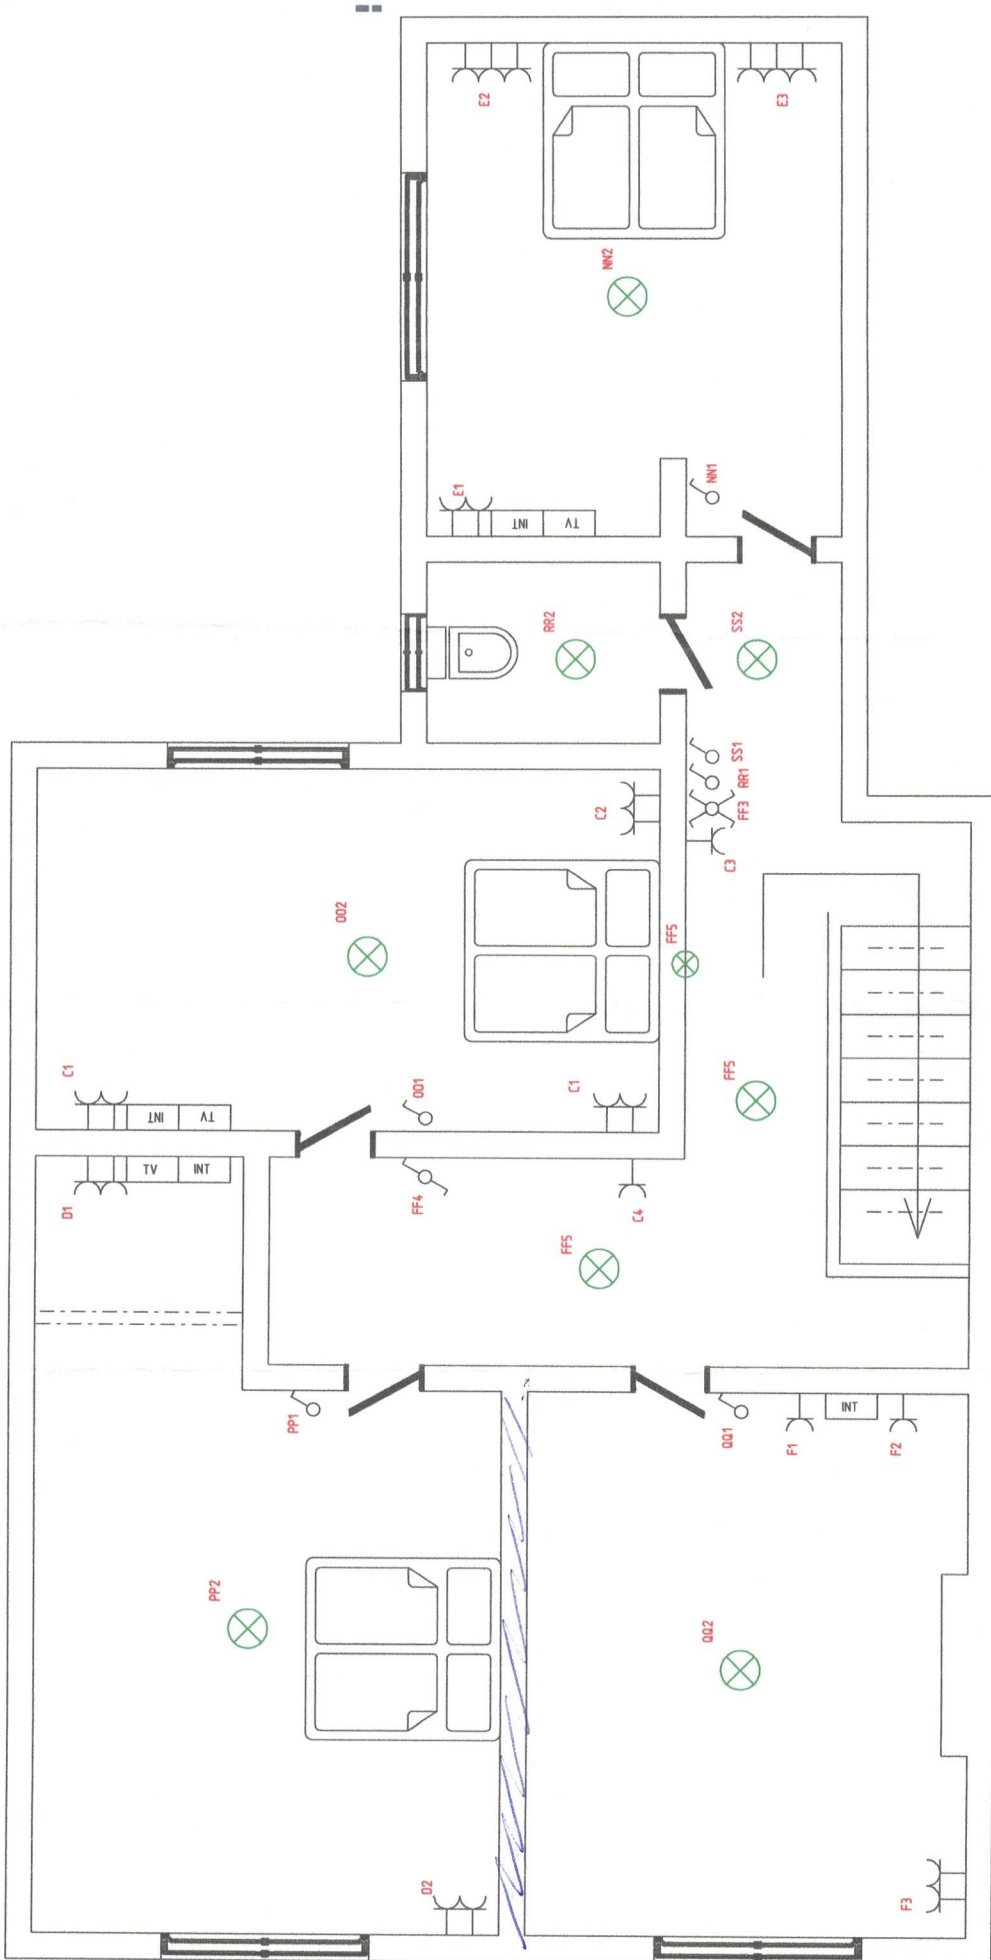 E2
E3
NN2
E1
INT
TV
NN1
RR2
SS2
SS1
RR1
FF3
C3
C2
OO2
FF5
FF5
C1
INT
TV
OO1
C1
D1
TV
INT
FF4
C4
FF5
PP1
QQ1
F1
INT
F2
PP2
QQ2
D2
F3